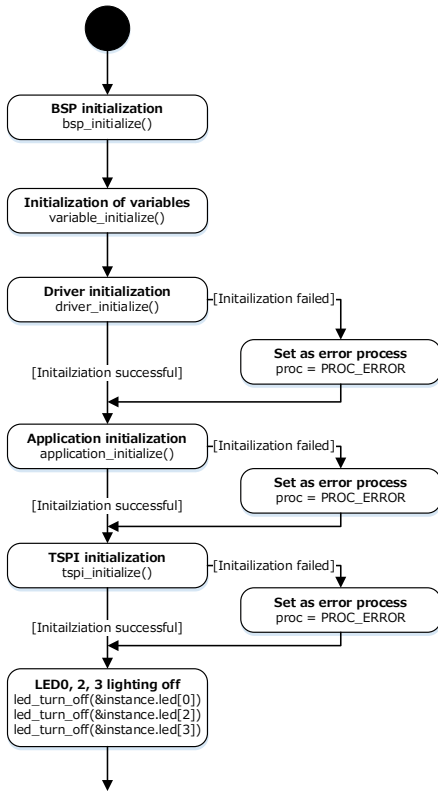 BSP initialization
bsp_initialize()
Initialization of variables
variable_initialize()
Driver initialization
driver_initialize()
[Initailization failed]
Set as error process
proc = PROC_ERROR
[Initailziation successful]
Application initialization
application_initialize()
[Initailization failed]
Set as error process
proc = PROC_ERROR
[Initailziation successful]
TSPI initialization
tspi_initialize()
[Initailization failed]
Set as error process
proc = PROC_ERROR
[Initailziation successful]
LED0, 2, 3 lighting off
led_turn_off(&instance.led[0])
led_turn_off(&instance.led[2])
led_turn_off(&instance.led[3])